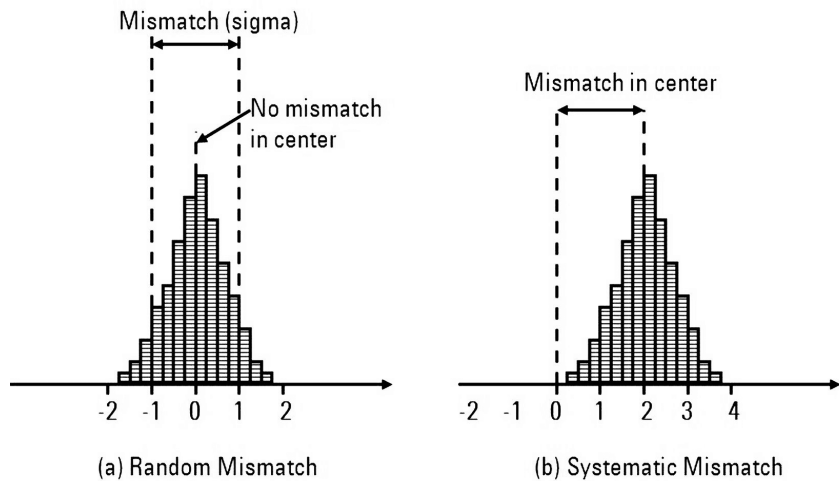 Mismatch (sigma)
No mismatch
in center
-2 -1 0 1 2
(a) Random Mismatch
Mismatch in center
-2 -1 0 1 2 3 4
(b) Systematic Mismatch